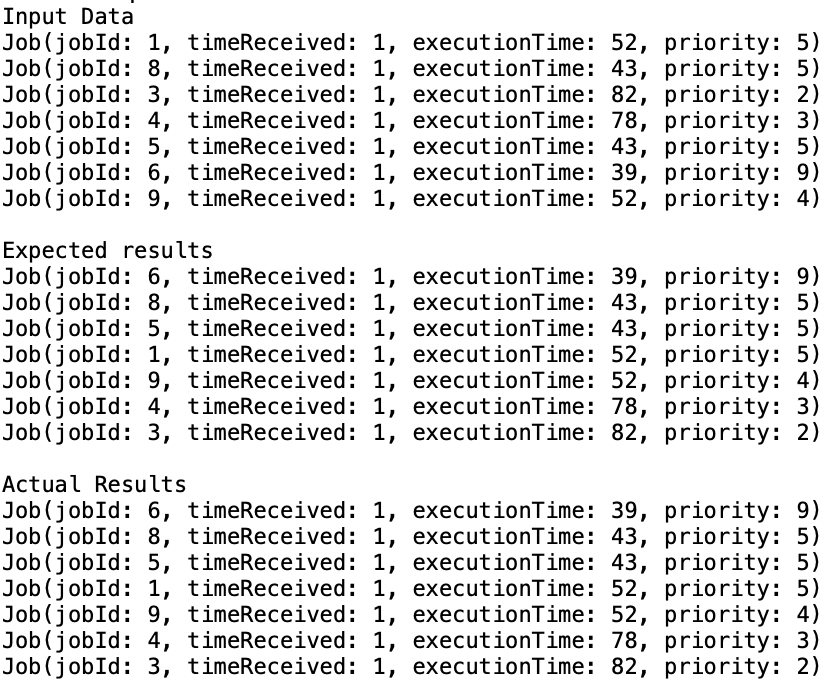 Input Data
Job(jobId: 1, timeReceived: 1, executionTime: 52, priority: 5)
Job(jobId: 8, timeReceived: 1, executionTime: 43, priority: 5)
Job(jobId: 3, timeReceived: 1, executionTime: 82, priority: 2)
Job(jobId: 4, timeReceived: 1, executionTime: 78, priority: 3)
Job(jobId: 5, timeReceived: 1, executionTime: 43, priority: 5)
Job(jobId: 6, timeReceived: 1, executionTime: 39, priority: 9)
Job(jobId: 9, timeReceived: 1, executionTime: 52, priority: 4)

Expected results
Job(jobId: 6, timeReceived: 1, executionTime: 39, priority: 9)
Job(jobId: 8, timeReceived: 1, executionTime: 43, priority: 5)
Job(jobId: 5, timeReceived: 1, executionTime: 43, priority: 5)
Job(jobId: 1, timeReceived: 1, executionTime: 52, priority: 5)
Job(jobId: 9, timeReceived: 1, executionTime: 52, priority: 4)
Job(jobId: 4, timeReceived: 1, executionTime: 78, priority: 3)
Job(jobId: 3, timeReceived: 1, executionTime: 82, priority: 2)

Actual Results
Job(jobId: 6, timeReceived: 1, executionTime: 39, priority: 9)
Job(jobId: 8, timeReceived: 1, executionTime: 43, priority: 5)
Job(jobId: 5, timeReceived: 1, executionTime: 43, priority: 5)
Job(jobId: 1, timeReceived: 1, executionTime: 52, priority: 5)
Job(jobId: 9, timeReceived: 1, executionTime: 52, priority: 4)
Job(jobId: 4, timeReceived: 1, executionTime: 78, priority: 3)
Job(jobId: 3, timeReceived: 1, executionTime: 82, priority: 2)